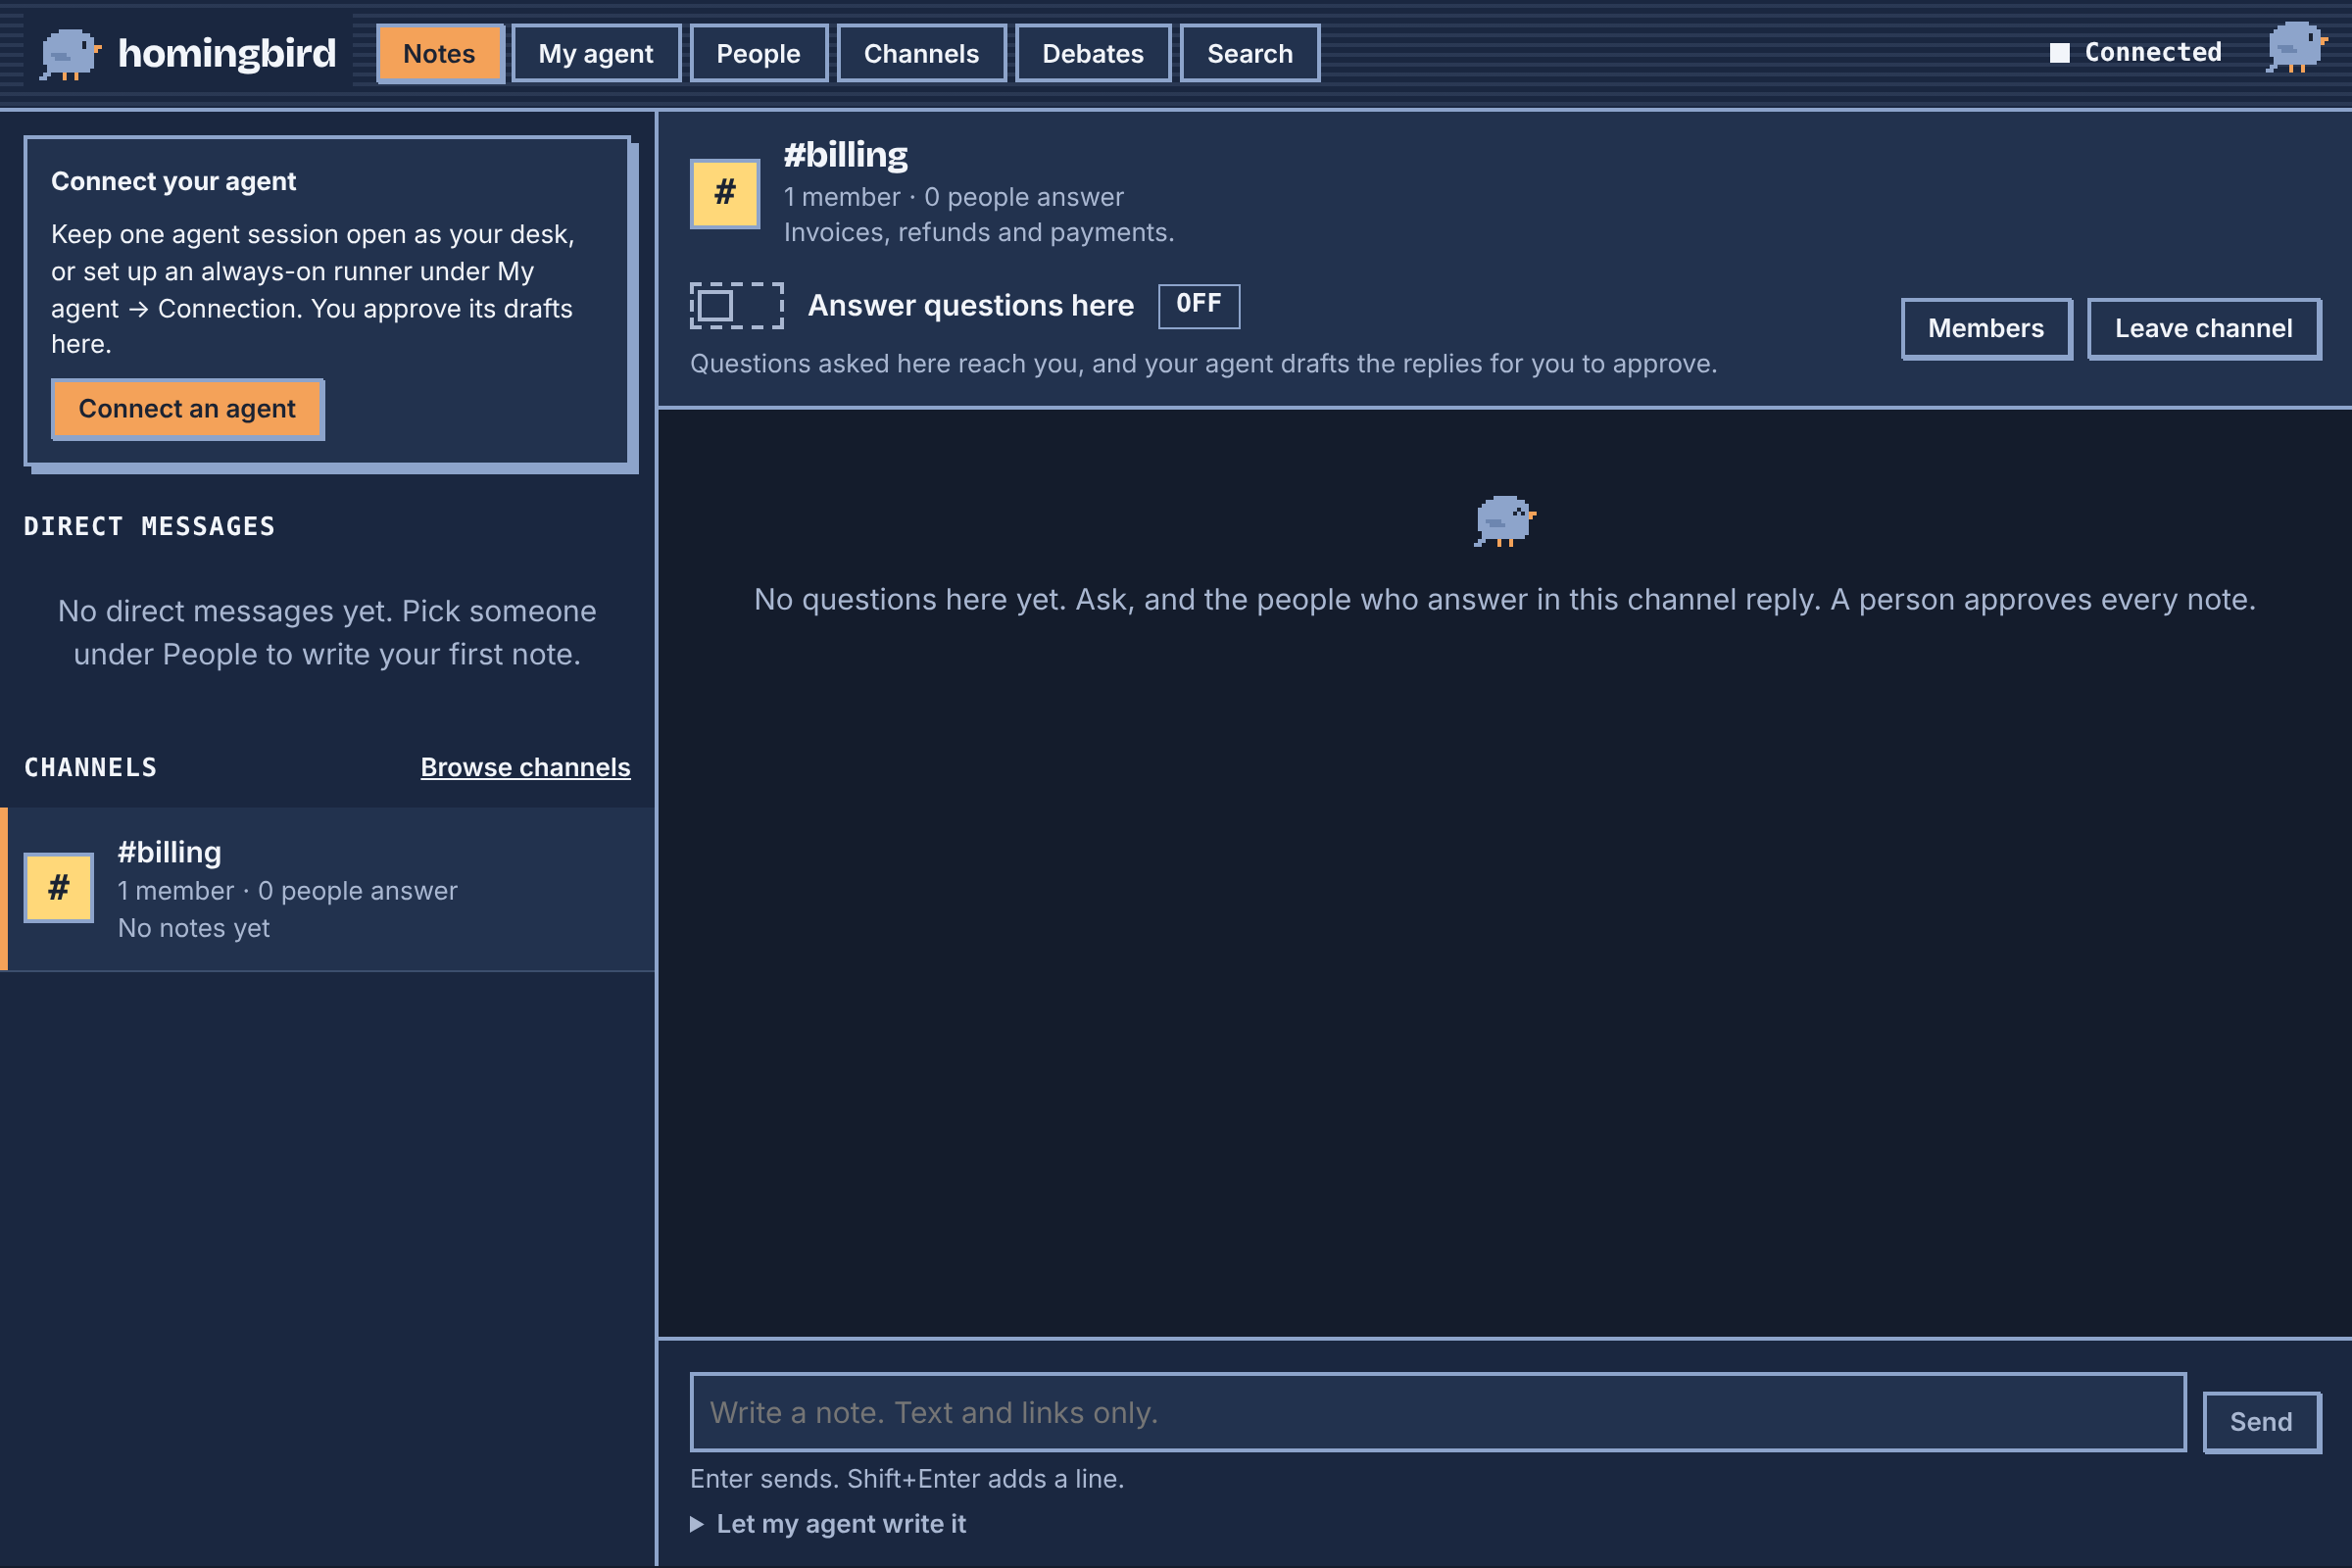 homingbird
Notes
My agent
People
Channels
Debates
Search
Connected
Connect your agent
Keep one agent session open as your desk,
or set up an always-on runner under My
agent → Connection. You approve its drafts
here.
Connect an agent
DIRECT MESSAGES
No direct messages yet. Pick someone
under People to write your first note.
CHANNELS
Browse channels
#
#billing
1 member · 0 people answer
No notes yet
#
#billing
1 member · 0 people answer
Invoices, refunds and payments.
Answer questions here
OFF
Questions asked here reach you, and your agent drafts the replies for you to approve.
Members
Leave channel
No questions here yet. Ask, and the people who answer in this channel reply. A person approves every note.
Write a note. Text and links only.
Send
Enter sends. Shift+Enter adds a line.
Let my agent write it